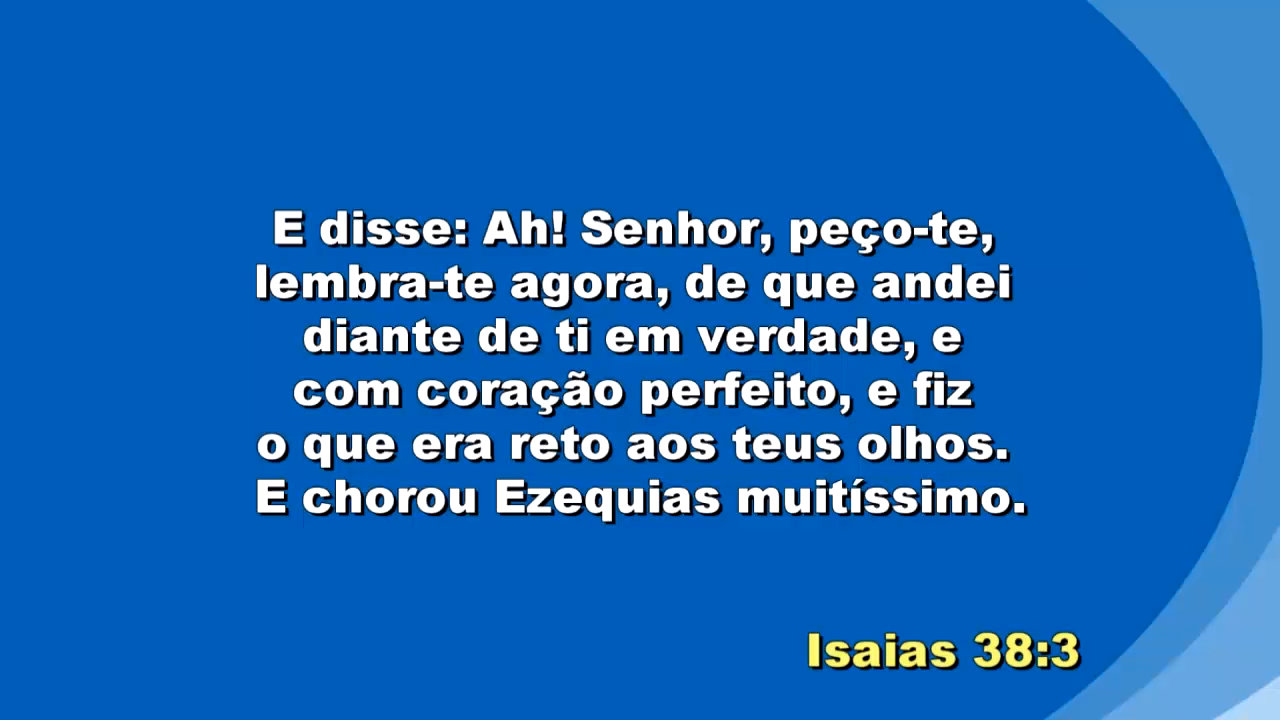 E disse: Ah! Senhor, peço-te,
lembra-te agora, de que andei
diante de ti em verdade, e
com coração perfeito, e fiz
o que era reto aos teus olhos.
E chorou Ezequias muitíssimo.
Isaias 38:3